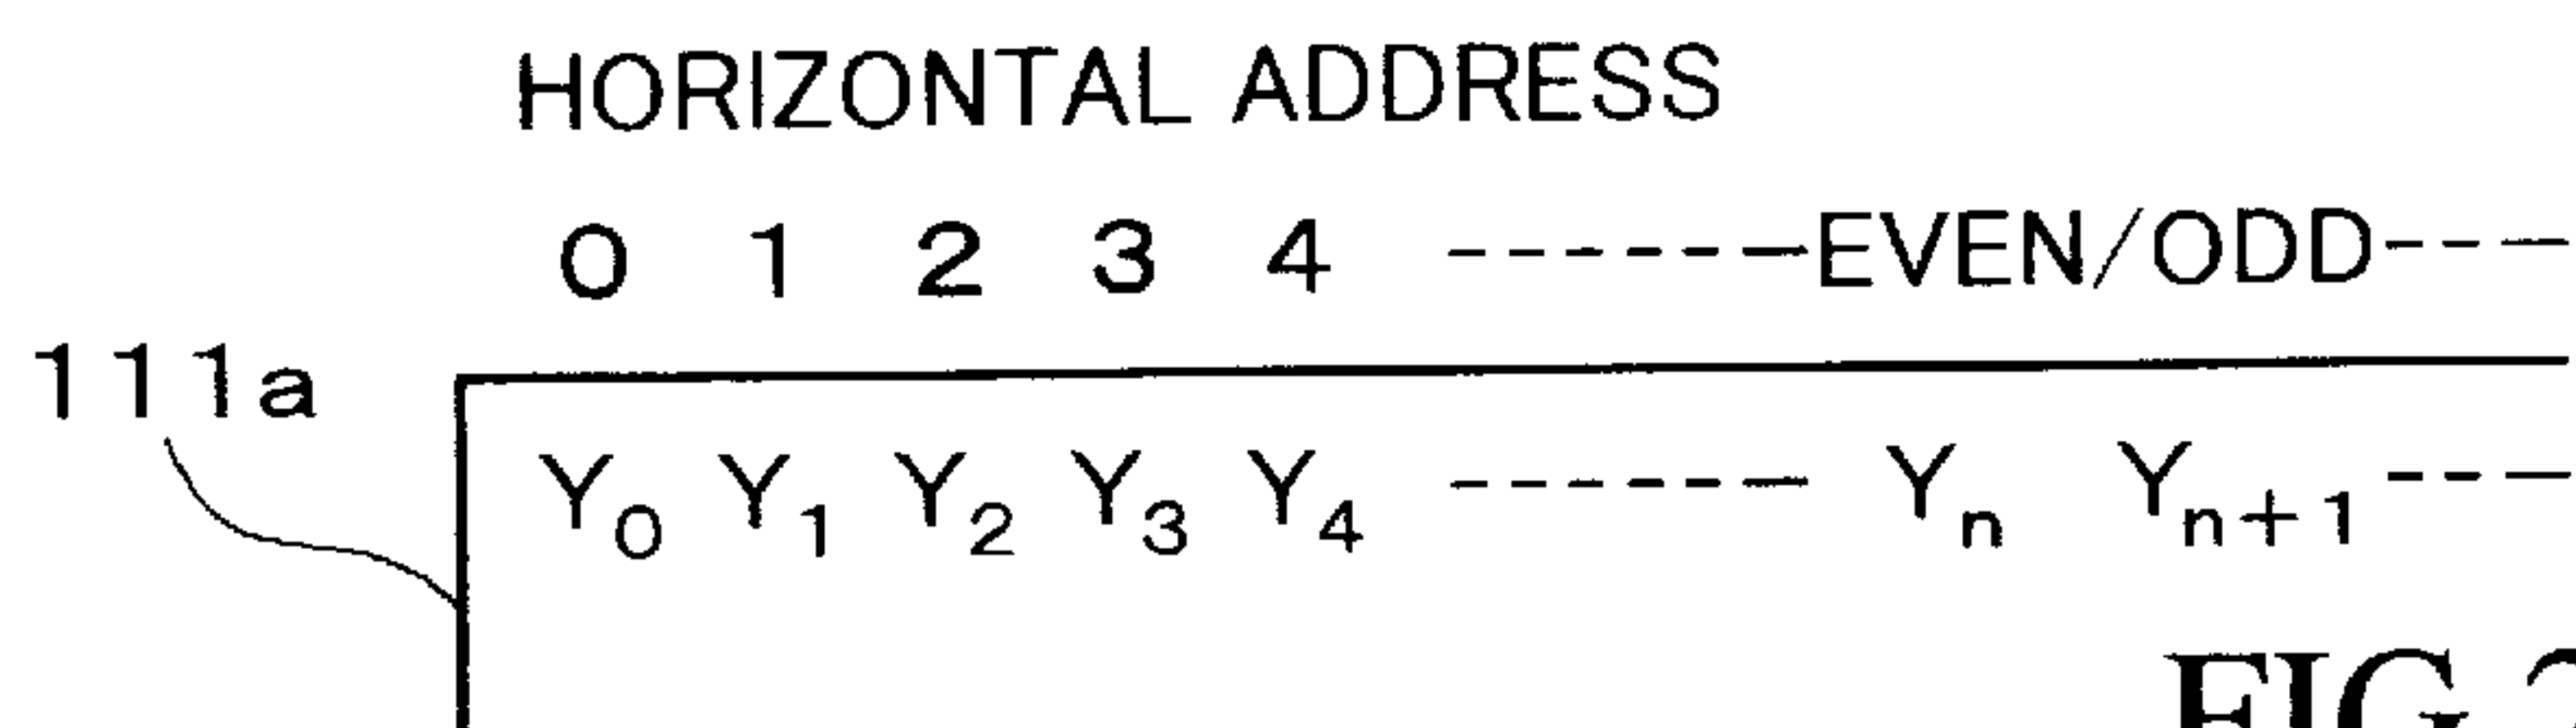 HORIZONTAL ADDRESS
0 1 2 3 4 ------EVEN/ODD---
111a
Y₀ Y₁ Y₂ Y₃ Y₄ ------ Yₙ Yₙ₊₁ ---